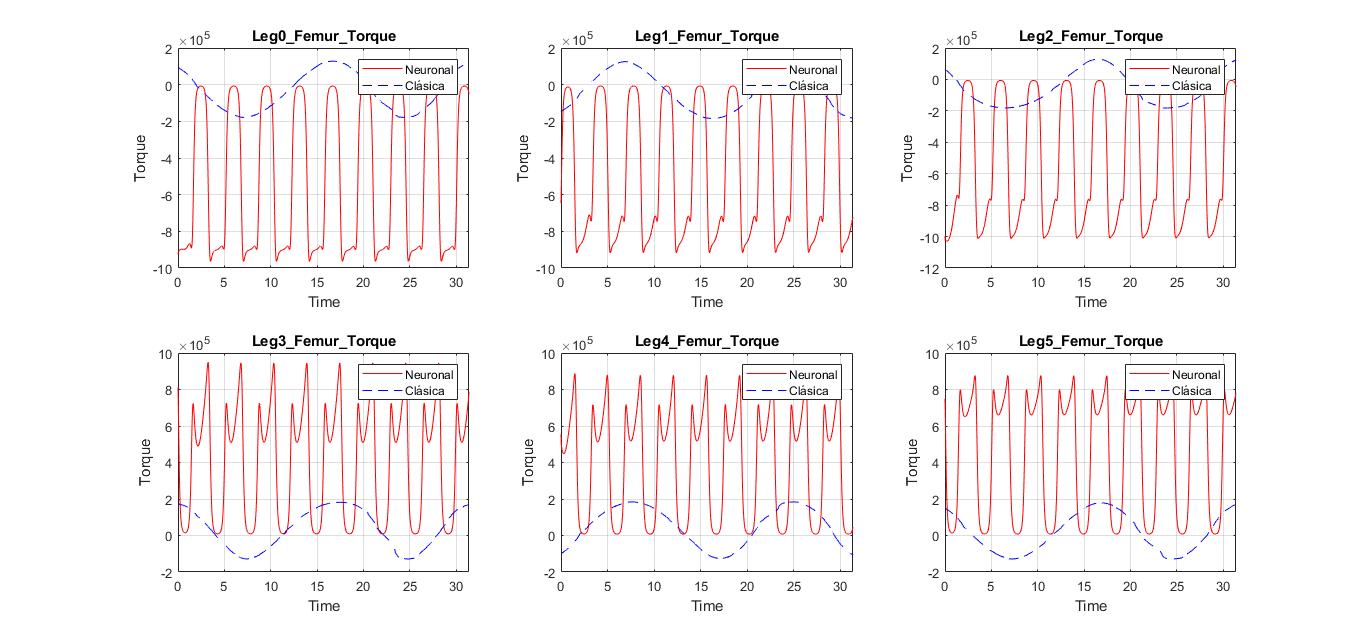 Leg0_Femur_Torque
×10^5
2
0
-2
-4
-6
-8
-10
Torque
0 5 10 15 20 25 30
Time
Neuronal
Clásica
Leg1_Femur_Torque
×10^5
2
0
-2
-4
-6
-8
-10
Torque
0 5 10 15 20 25 30
Time
Neuronal
Clásica
Leg2_Femur_Torque
×10^5
2
0
-2
-4
-6
-8
-10
-12
Torque
0 5 10 15 20 25 30
Time
Neuronal
Clásica
Leg3_Femur_Torque
×10^5
10
8
6
4
2
0
-2
Torque
0 5 10 15 20 25 30
Time
Neuronal
Clásica
Leg4_Femur_Torque
×10^5
10
8
6
4
2
0
-2
Torque
0 5 10 15 20 25 30
Time
Neuronal
Clásica
Leg5_Femur_Torque
×10^5
10
8
6
4
2
0
-2
Torque
0 5 10 15 20 25 30
Time
Neuronal
Clásica